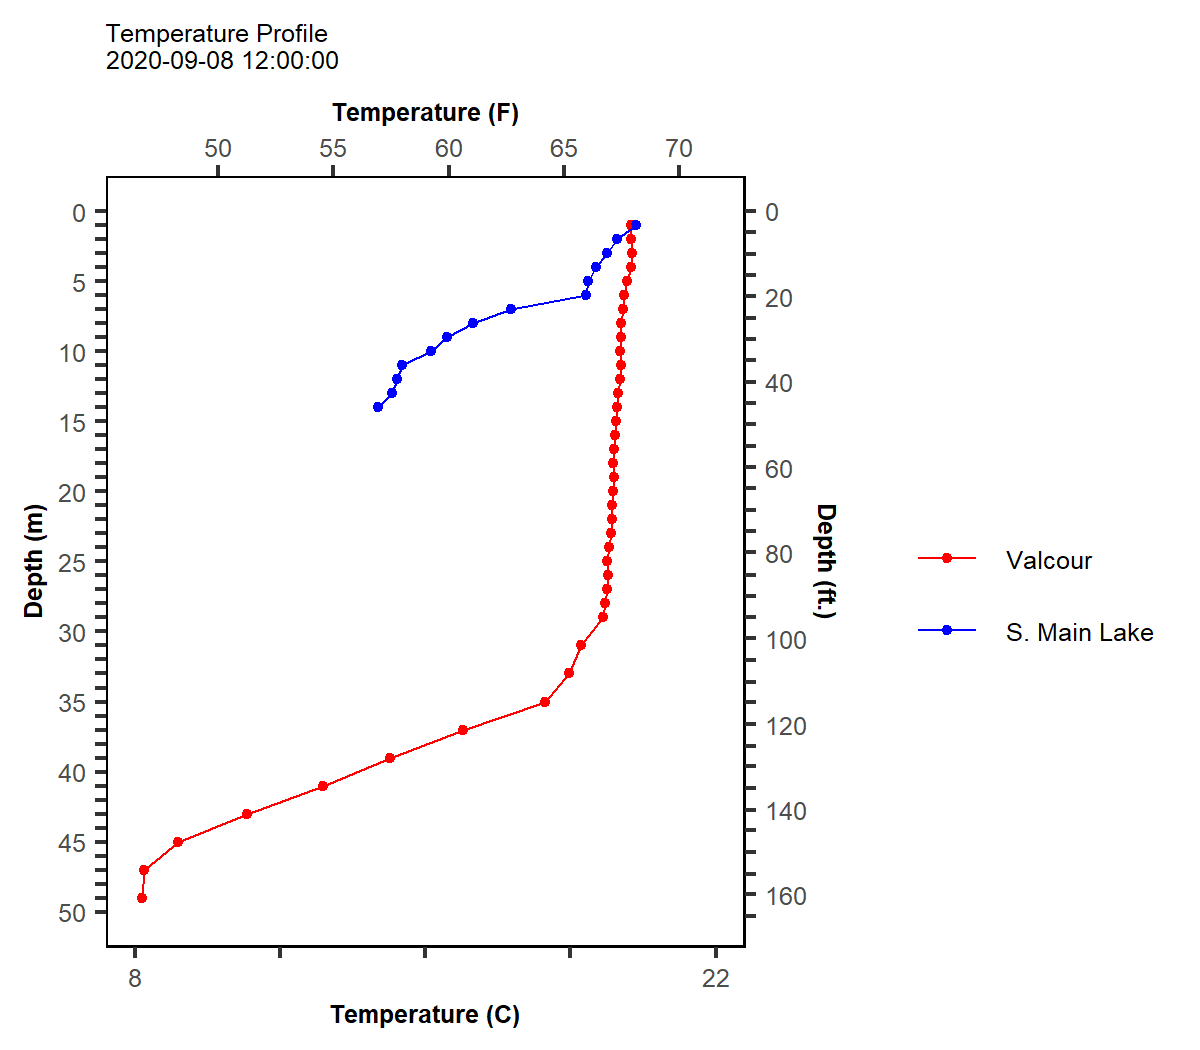 Temperature Profile
2020-09-08 12:00:00
Temperature (F)
50 55 60 65 70
0 0
5 20
10 40
15 60
20 80
25 100
30 120
35 140
40 160
45
50
Depth (m)
Depth (ft.)
Valcour
S. Main Lake
8 22
Temperature (C)